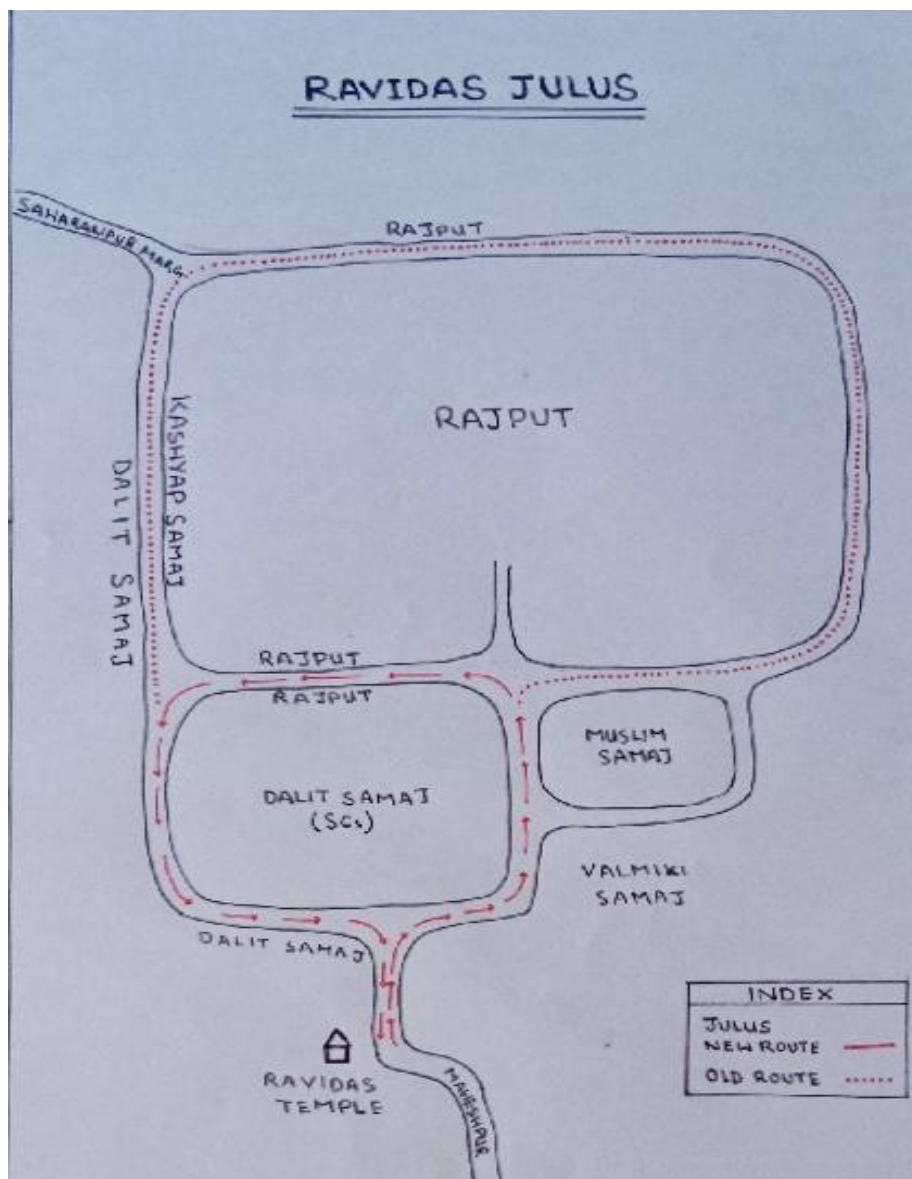 RAVIDAS JULUS
SAHARANPUR MARG
RAJPUT
RAJPUT
KASHYAP SAMAJ
DALIT SAMAJ
RAJPUT
RAJPUT
MUSLIM
SAMAJ
DALIT SAMAJ
(SCs)
VALMIKI
SAMAJ
DALIT SAMAJ
RAVIDAS
TEMPLE
MAHESHPUR
INDEX
JULUS
NEW ROUTE
OLD ROUTE